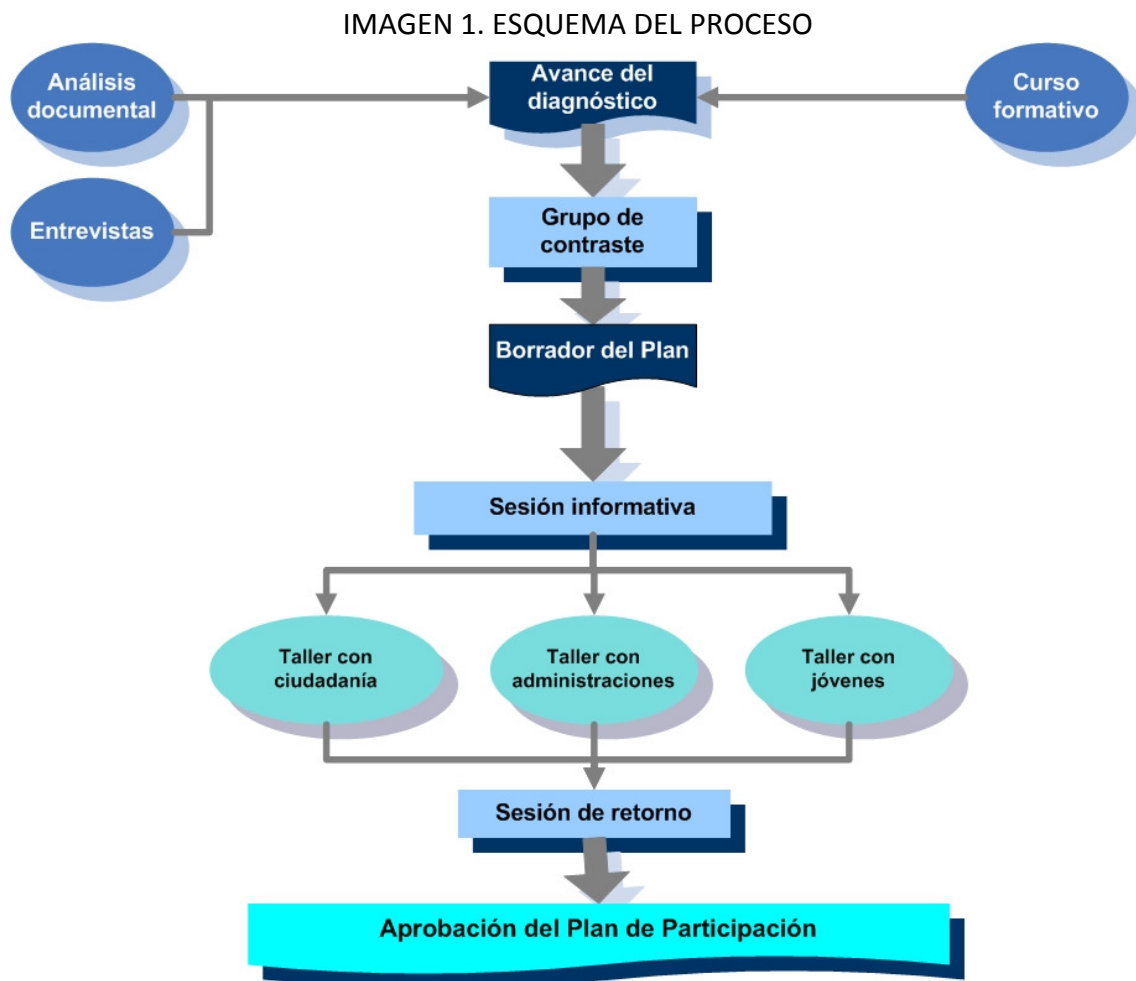 IMAGEN 1. ESQUEMA DEL PROCESO
Análisis
documental
Avance del
diagnóstico
Curso
formativo
Entrevistas
Grupo de
contraste
Borrador del Plan
Sesión informativa
Taller con
ciudadanía
Taller con
administraciones
Taller con
jóvenes
Sesión de retorno
Aprobación del Plan de Participación